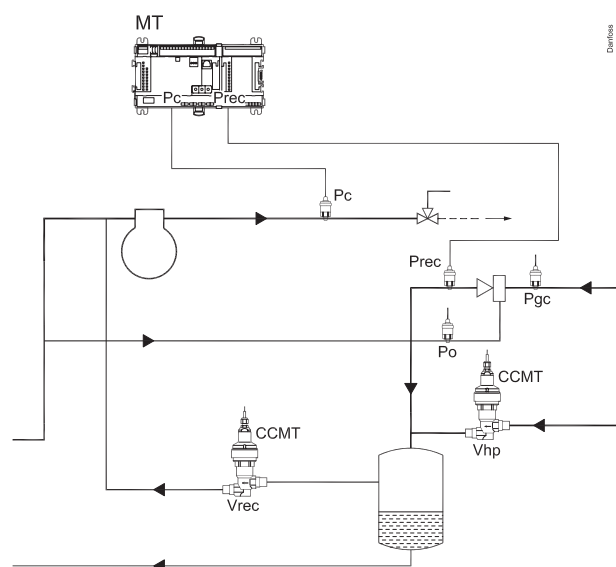 MT
Danfoss
Pc Prec
Pc
Prec
Pgc
Po
CCMT
Vhp
CCMT
Vrec